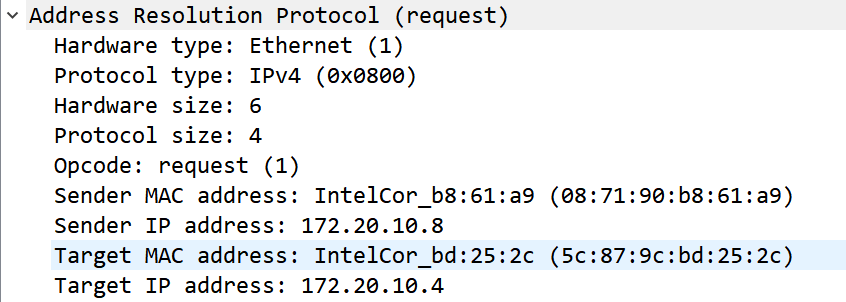 Address Resolution Protocol (request)
Hardware type: Ethernet (1)
Protocol type: IPv4 (0x0800)
Hardware size: 6
Protocol size: 4
Opcode: request (1)
Sender MAC address: IntelCor_b8:61:a9 (08:71:90:b8:61:a9)
Sender IP address: 172.20.10.8
Target MAC address: IntelCor_bd:25:2c (5c:87:9c:bd:25:2c)
Target IP address: 172.20.10.4